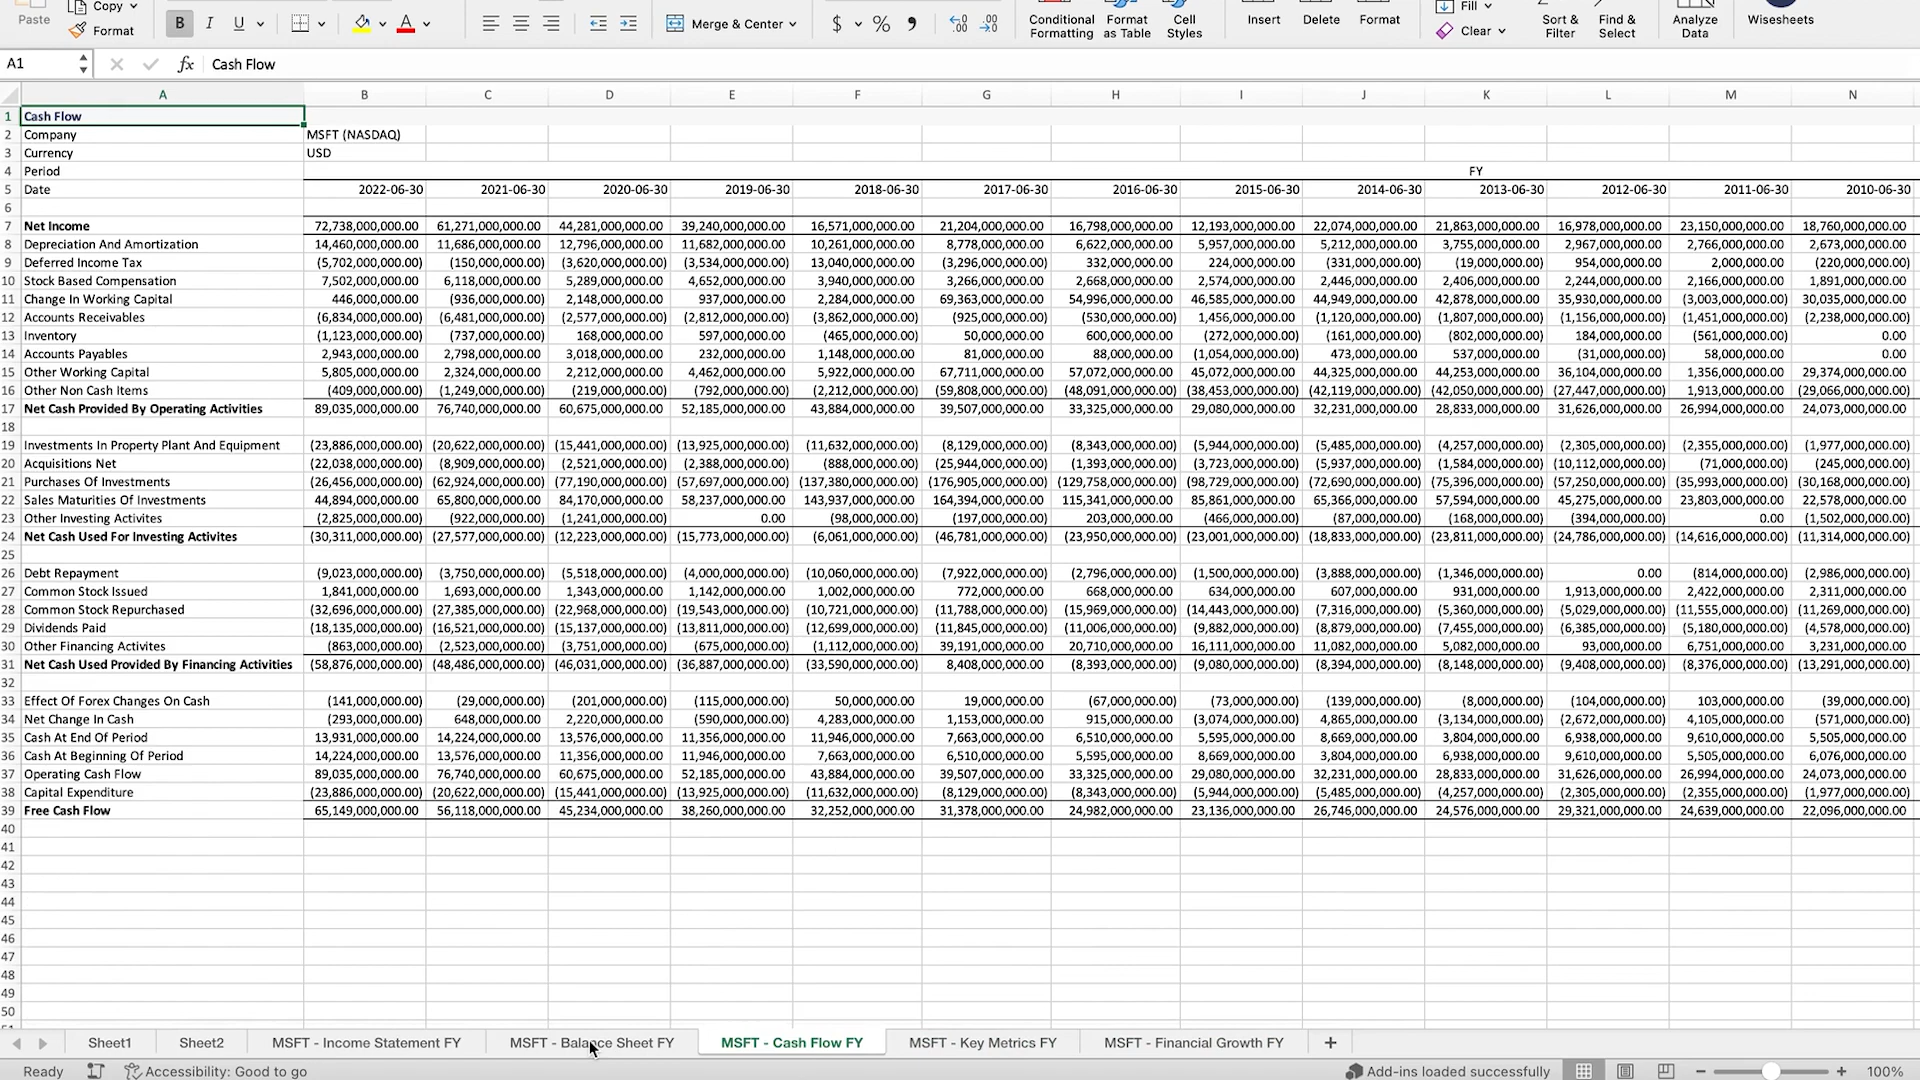 Paste Copy Format B I U A Merge & Center $ % , Conditional Formatting Format as Table Cell Styles Insert Delete Format Fill Clear Sort & Filter Find & Select Analyze Data Wisesheets
A1 fx Cash Flow
A B C D E F G H I J K L M N
1 Cash Flow
2 Company MSFT (NASDAQ)
3 Currency USD
4 Period FY
5 Date 2022-06-30 2021-06-30 2020-06-30 2019-06-30 2018-06-30 2017-06-30 2016-06-30 2015-06-30 2014-06-30 2013-06-30 2012-06-30 2011-06-30 2010-06-30
6
7 Net Income 72,738,000,000.00 61,271,000,000.00 44,281,000,000.00 39,240,000,000.00 16,571,000,000.00 21,204,000,000.00 16,798,000,000.00 12,193,000,000.00 22,074,000,000.00 21,863,000,000.00 16,978,000,000.00 23,150,000,000.00 18,760,000,000.00
8 Depreciation And Amortization 14,460,000,000.00 11,686,000,000.00 12,796,000,000.00 11,682,000,000.00 10,261,000,000.00 8,778,000,000.00 6,622,000,000.00 5,957,000,000.00 5,212,000,000.00 3,755,000,000.00 2,967,000,000.00 2,766,000,000.00 2,673,000,000.00
9 Deferred Income Tax (5,702,000,000.00) (150,000,000.00) (3,620,000,000.00) (3,534,000,000.00) 13,040,000,000.00 (3,296,000,000.00) 332,000,000.00 224,000,000.00 (331,000,000.00) (19,000,000.00) 954,000,000.00 2,000,000.00 (220,000,000.00)
10 Stock Based Compensation 7,502,000,000.00 6,118,000,000.00 5,289,000,000.00 4,652,000,000.00 3,940,000,000.00 3,266,000,000.00 2,668,000,000.00 2,574,000,000.00 2,446,000,000.00 2,406,000,000.00 2,244,000,000.00 2,166,000,000.00 1,891,000,000.00
11 Change In Working Capital 446,000,000.00 (936,000,000.00) 2,148,000,000.00 937,000,000.00 2,284,000,000.00 69,363,000,000.00 54,996,000,000.00 46,585,000,000.00 44,949,000,000.00 42,878,000,000.00 35,930,000,000.00 (3,003,000,000.00) 30,035,000,000.00
12 Accounts Receivables (6,834,000,000.00) (6,481,000,000.00) (2,577,000,000.00) (2,812,000,000.00) (3,862,000,000.00) (925,000,000.00) (530,000,000.00) 1,456,000,000.00 (1,120,000,000.00) (1,807,000,000.00) (1,156,000,000.00) (1,451,000,000.00) (2,238,000,000.00)
13 Inventory (1,123,000,000.00) (737,000,000.00) 168,000,000.00 597,000,000.00 (465,000,000.00) 50,000,000.00 600,000,000.00 (272,000,000.00) (161,000,000.00) (802,000,000.00) 184,000,000.00 (561,000,000.00) 0.00
14 Accounts Payables 2,943,000,000.00 2,798,000,000.00 3,018,000,000.00 232,000,000.00 1,148,000,000.00 81,000,000.00 88,000,000.00 (1,054,000,000.00) 473,000,000.00 537,000,000.00 (31,000,000.00) 58,000,000.00 0.00
15 Other Working Capital 5,805,000,000.00 2,324,000,000.00 2,212,000,000.00 4,462,000,000.00 5,922,000,000.00 67,711,000,000.00 57,072,000,000.00 45,072,000,000.00 44,325,000,000.00 44,253,000,000.00 36,104,000,000.00 1,356,000,000.00 29,374,000,000.00
16 Other Non Cash Items (409,000,000.00) (1,249,000,000.00) (219,000,000.00) (792,000,000.00) (2,212,000,000.00) (59,808,000,000.00) (48,091,000,000.00) (38,453,000,000.00) (42,119,000,000.00) (42,050,000,000.00) (27,447,000,000.00) 1,913,000,000.00 (29,066,000,000.00)
17 Net Cash Provided By Operating Activities 89,035,000,000.00 76,740,000,000.00 60,675,000,000.00 52,185,000,000.00 43,884,000,000.00 39,507,000,000.00 33,325,000,000.00 29,080,000,000.00 32,231,000,000.00 28,833,000,000.00 31,626,000,000.00 26,994,000,000.00 24,073,000,000.00
18
19 Investments In Property Plant And Equipment (23,886,000,000.00) (20,622,000,000.00) (15,441,000,000.00) (13,925,000,000.00) (11,632,000,000.00) (8,129,000,000.00) (8,343,000,000.00) (5,944,000,000.00) (5,485,000,000.00) (4,257,000,000.00) (2,305,000,000.00) (2,355,000,000.00) (1,977,000,000.00)
20 Acquisitions Net (22,038,000,000.00) (8,909,000,000.00) (2,521,000,000.00) (2,388,000,000.00) (888,000,000.00) (25,944,000,000.00) (1,393,000,000.00) (3,723,000,000.00) (5,937,000,000.00) (1,584,000,000.00) (10,112,000,000.00) (71,000,000.00) (245,000,000.00)
21 Purchases Of Investments (26,456,000,000.00) (62,924,000,000.00) (77,190,000,000.00) (57,697,000,000.00) (137,380,000,000.00) (176,905,000,000.00) (129,758,000,000.00) (98,729,000,000.00) (72,690,000,000.00) (75,396,000,000.00) (57,250,000,000.00) (35,993,000,000.00) (30,168,000,000.00)
22 Sales Maturities Of Investments 44,894,000,000.00 65,800,000,000.00 84,170,000,000.00 58,237,000,000.00 143,937,000,000.00 164,394,000,000.00 115,341,000,000.00 85,861,000,000.00 65,366,000,000.00 57,594,000,000.00 45,275,000,000.00 23,803,000,000.00 22,578,000,000.00
23 Other Investing Activites (2,825,000,000.00) (922,000,000.00) (1,241,000,000.00) 0.00 (98,000,000.00) (197,000,000.00) 203,000,000.00 (466,000,000.00) (87,000,000.00) (168,000,000.00) (394,000,000.00) 0.00 (1,502,000,000.00)
24 Net Cash Used For Investing Activites (30,311,000,000.00) (27,577,000,000.00) (12,223,000,000.00) (15,773,000,000.00) (6,061,000,000.00) (46,781,000,000.00) (23,950,000,000.00) (23,001,000,000.00) (18,833,000,000.00) (23,811,000,000.00) (24,786,000,000.00) (14,616,000,000.00) (11,314,000,000.00)
25
26 Debt Repayment (9,023,000,000.00) (3,750,000,000.00) (5,518,000,000.00) (4,000,000,000.00) (10,060,000,000.00) (7,922,000,000.00) (2,796,000,000.00) (1,500,000,000.00) (3,888,000,000.00) (1,346,000,000.00) 0.00 (814,000,000.00) (2,986,000,000.00)
27 Common Stock Issued 1,841,000,000.00 1,693,000,000.00 1,343,000,000.00 1,142,000,000.00 1,002,000,000.00 772,000,000.00 668,000,000.00 634,000,000.00 607,000,000.00 931,000,000.00 1,913,000,000.00 2,422,000,000.00 2,311,000,000.00
28 Common Stock Repurchased (32,696,000,000.00) (27,385,000,000.00) (22,968,000,000.00) (19,543,000,000.00) (10,721,000,000.00) (11,788,000,000.00) (15,969,000,000.00) (14,443,000,000.00) (7,316,000,000.00) (5,360,000,000.00) (5,029,000,000.00) (11,555,000,000.00) (11,269,000,000.00)
29 Dividends Paid (18,135,000,000.00) (16,521,000,000.00) (15,137,000,000.00) (13,811,000,000.00) (12,699,000,000.00) (11,845,000,000.00) (11,006,000,000.00) (9,882,000,000.00) (8,879,000,000.00) (7,455,000,000.00) (6,385,000,000.00) (5,180,000,000.00) (4,578,000,000.00)
30 Other Financing Activites (863,000,000.00) (2,523,000,000.00) (3,751,000,000.00) (675,000,000.00) (1,112,000,000.00) 39,191,000,000.00 20,710,000,000.00 16,111,000,000.00 11,082,000,000.00 5,082,000,000.00 93,000,000.00 6,751,000,000.00 3,231,000,000.00
31 Net Cash Used Provided By Financing Activities (58,876,000,000.00) (48,486,000,000.00) (46,031,000,000.00) (36,887,000,000.00) (33,590,000,000.00) 8,408,000,000.00 (8,393,000,000.00) (9,080,000,000.00) (8,394,000,000.00) (8,148,000,000.00) (9,408,000,000.00) (8,376,000,000.00) (13,291,000,000.00)
32
33 Effect Of Forex Changes On Cash (141,000,000.00) (29,000,000.00) (201,000,000.00) (115,000,000.00) 50,000,000.00 19,000,000.00 (67,000,000.00) (73,000,000.00) (139,000,000.00) (8,000,000.00) (104,000,000.00) 103,000,000.00 (39,000,000.00)
34 Net Change In Cash (293,000,000.00) 648,000,000.00 2,220,000,000.00 (590,000,000.00) 4,283,000,000.00 1,153,000,000.00 915,000,000.00 (3,074,000,000.00) 4,865,000,000.00 (3,134,000,000.00) (2,672,000,000.00) 4,105,000,000.00 (571,000,000.00)
35 Cash At End Of Period 13,931,000,000.00 14,224,000,000.00 13,576,000,000.00 11,356,000,000.00 11,946,000,000.00 7,663,000,000.00 6,510,000,000.00 5,595,000,000.00 8,669,000,000.00 3,804,000,000.00 6,938,000,000.00 9,610,000,000.00 5,505,000,000.00
36 Cash At Beginning Of Period 14,224,000,000.00 13,576,000,000.00 11,356,000,000.00 11,946,000,000.00 7,663,000,000.00 6,510,000,000.00 5,595,000,000.00 8,669,000,000.00 3,804,000,000.00 6,938,000,000.00 9,610,000,000.00 5,505,000,000.00 6,076,000,000.00
37 Operating Cash Flow 89,035,000,000.00 76,740,000,000.00 60,675,000,000.00 52,185,000,000.00 43,884,000,000.00 39,507,000,000.00 33,325,000,000.00 29,080,000,000.00 32,231,000,000.00 28,833,000,000.00 31,626,000,000.00 26,994,000,000.00 24,073,000,000.00
38 Capital Expenditure (23,886,000,000.00) (20,622,000,000.00) (15,441,000,000.00) (13,925,000,000.00) (11,632,000,000.00) (8,129,000,000.00) (8,343,000,000.00) (5,944,000,000.00) (5,485,000,000.00) (4,257,000,000.00) (2,305,000,000.00) (2,355,000,000.00) (1,977,000,000.00)
39 Free Cash Flow 65,149,000,000.00 56,118,000,000.00 45,234,000,000.00 38,260,000,000.00 32,252,000,000.00 31,378,000,000.00 24,982,000,000.00 23,136,000,000.00 26,746,000,000.00 24,576,000,000.00 29,321,000,000.00 24,639,000,000.00 22,096,000,000.00
40
41
42
43
44
45
46
47
48
49
50
Sheet1 Sheet2 MSFT - Income Statement FY MSFT - Balance Sheet FY MSFT - Cash Flow FY MSFT - Key Metrics FY MSFT - Financial Growth FY +
Ready Accessibility: Good to go Add-ins loaded successfully 100%